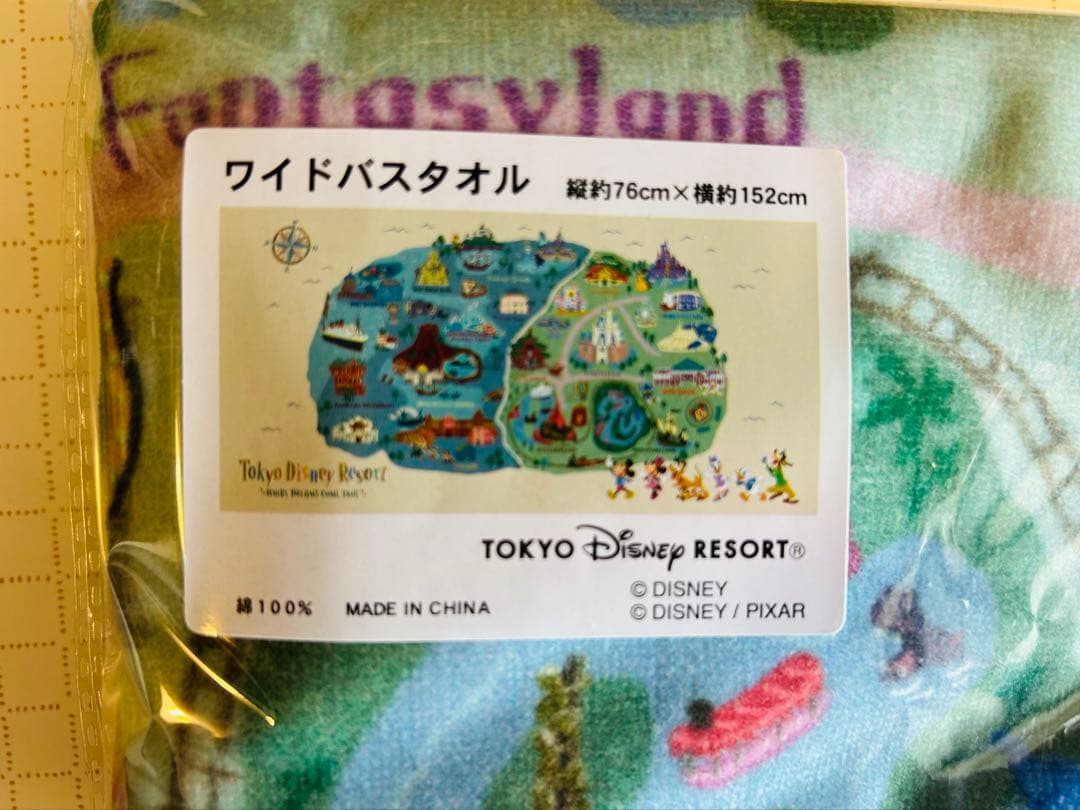 Fantasyland
ワイドバスタオル 縦約76cm×横約152cm
Tokyo Disney Resort
TOKYO Disney RESORT®
© DISNEY
綿100% MADE IN CHINA
© DISNEY / PIXAR